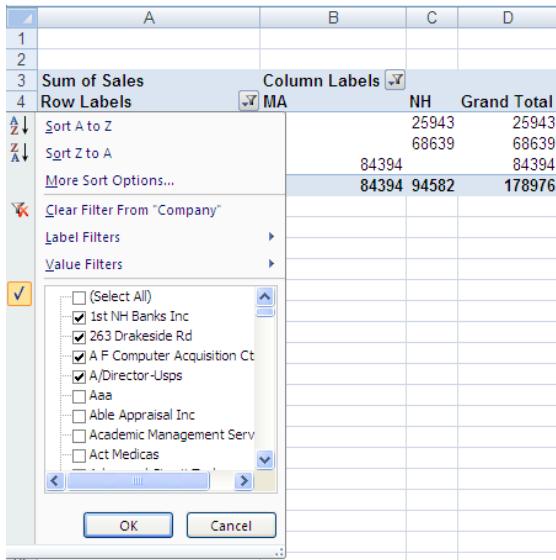 A B C D
1
2
3 Sum of Sales Column Labels
4 Row Labels MA NH Grand Total
Sort A to Z 25943 25943
Sort Z to A 68639 68639
84394 84394
More Sort Options... 84394 94582 178976
Clear Filter From "Company"
Label Filters
Value Filters
(Select All)
1st NH Banks Inc
263 Drakeside Rd
A F Computer Acquisition Ct
A/Director-Usps
Aaa
Able Appraisal Inc
Academic Management Serv
Act Medicas
OK Cancel